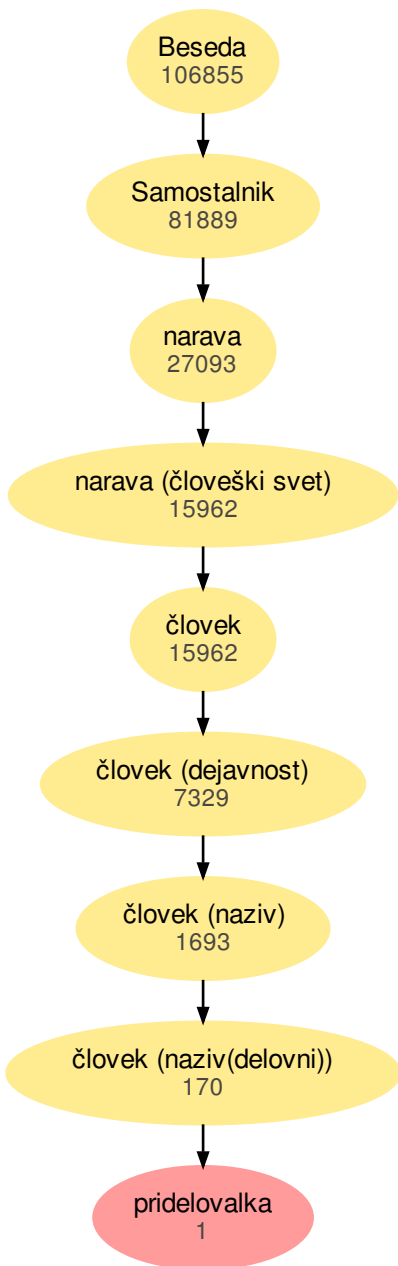 Beseda
106855
Samostalnik
81889
narava
27093
narava (človeški svet)
15962
človek
15962
človek (dejavnost)
7329
človek (naziv)
1693
človek (naziv(delovni))
170
pridelovalka
1